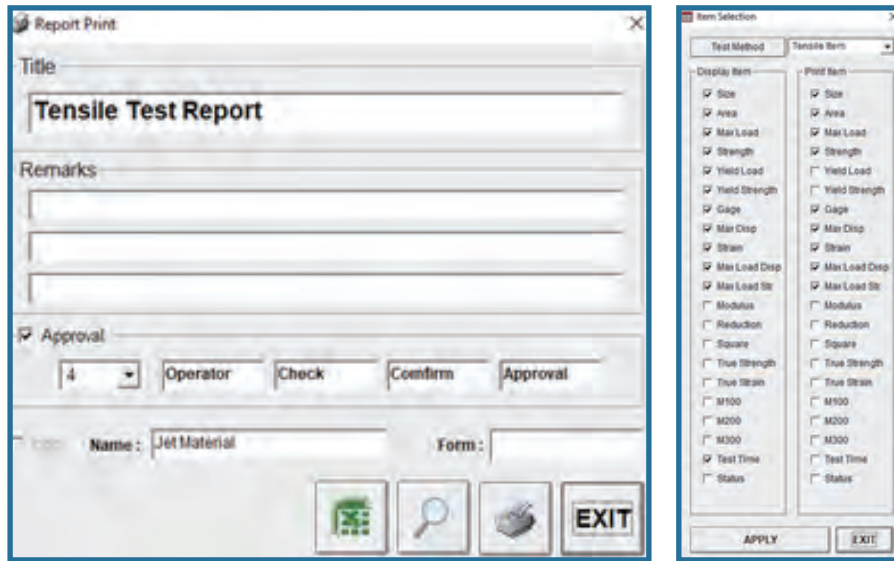 Report Print
Title
Tensile Test Report
Remarks
Approval
4 Operator Check Comfirm Approval
Name : Jet Material Form :
EXIT
Item Selection
Test Method Tensile Item
Display Item Print Item
Size Size
Area Area
Max Load Max Load
Strength Strength
Yield Load Yield Load
Yield Strength Yield Strength
Gage Gage
Max Disp Max Disp
Strain Strain
Max Load Disp Max Load Disp
Max Load Str Max Load Str
Modulus Modulus
Reduction Reduction
Square Square
True Strength True Strength
True Strain True Strain
M100 M100
M200 M200
M300 M300
Test Time Test Time
Status Status
APPLY EXIT